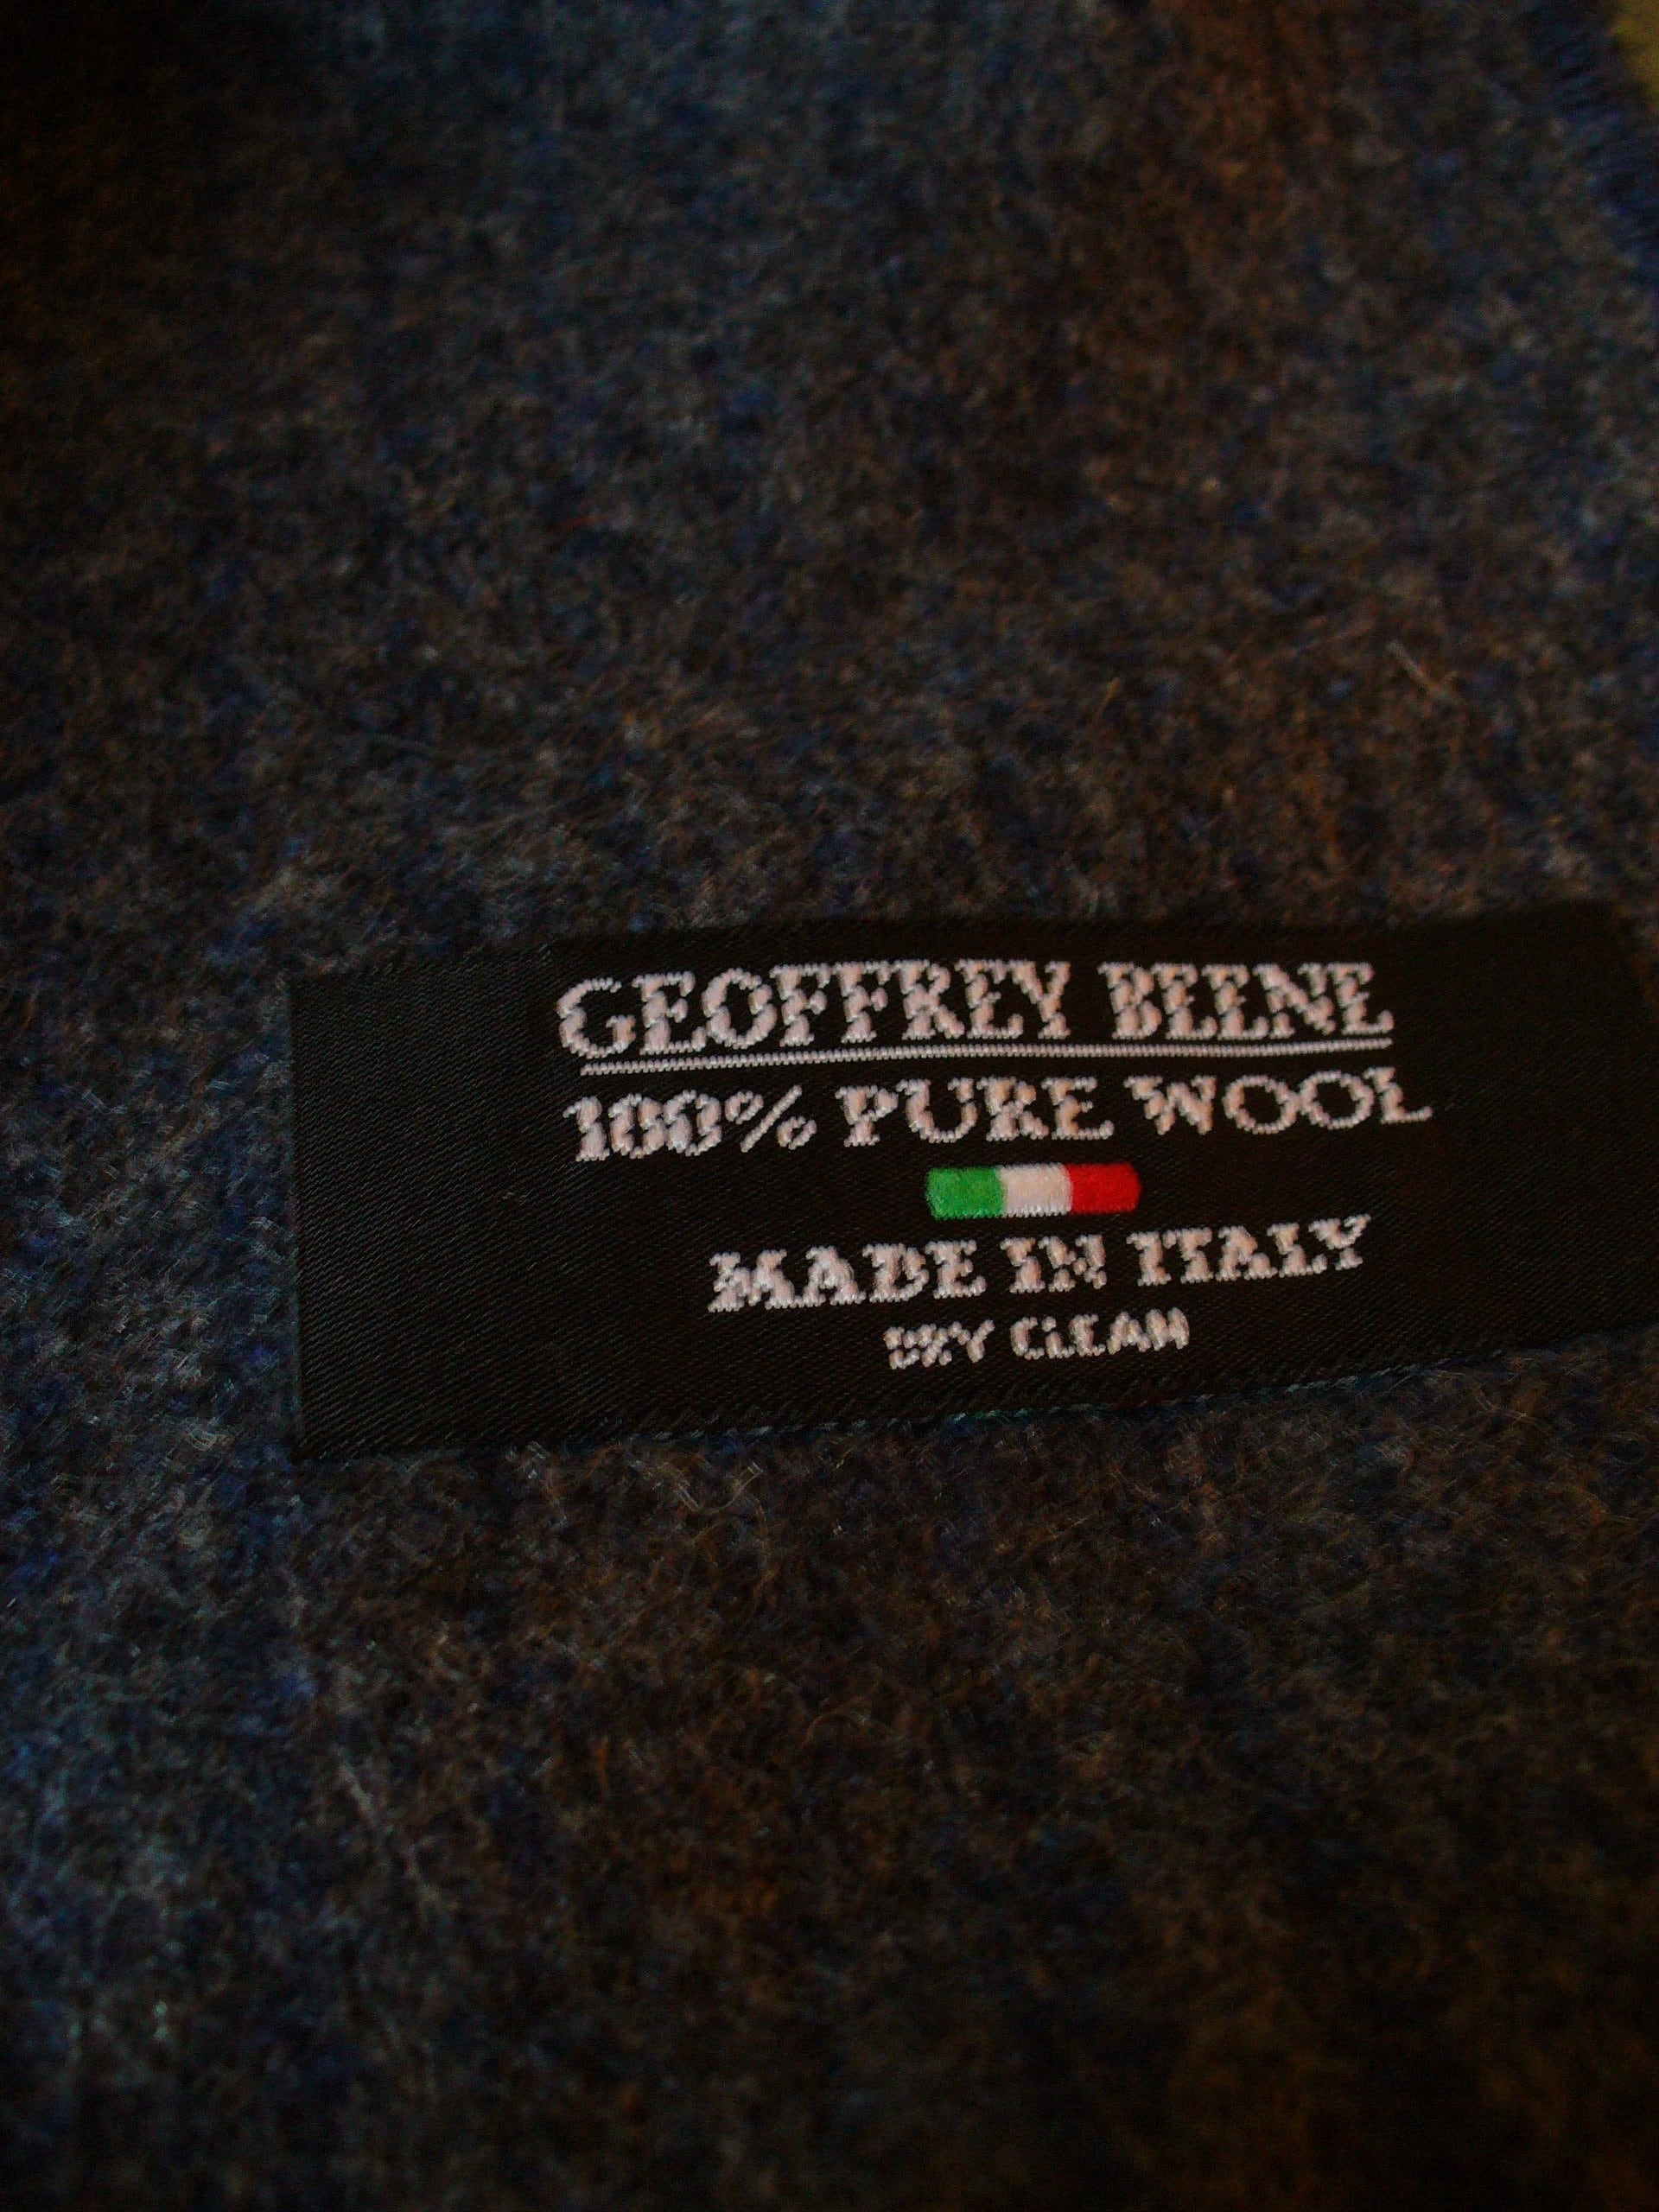 GEOFFREY BEENE
100% PURE WOOL
MADE IN ITALY
DRY CLEAN